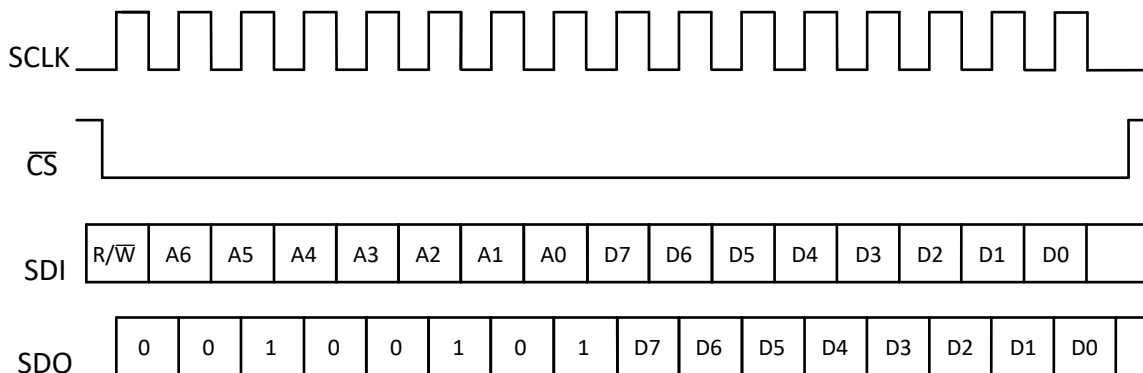 SCLK
C̅S̅
SDI R/W̅ A6 A5 A4 A3 A2 A1 A0 D7 D6 D5 D4 D3 D2 D1 D0
SDO 0 0 1 0 0 1 0 1 D7 D6 D5 D4 D3 D2 D1 D0